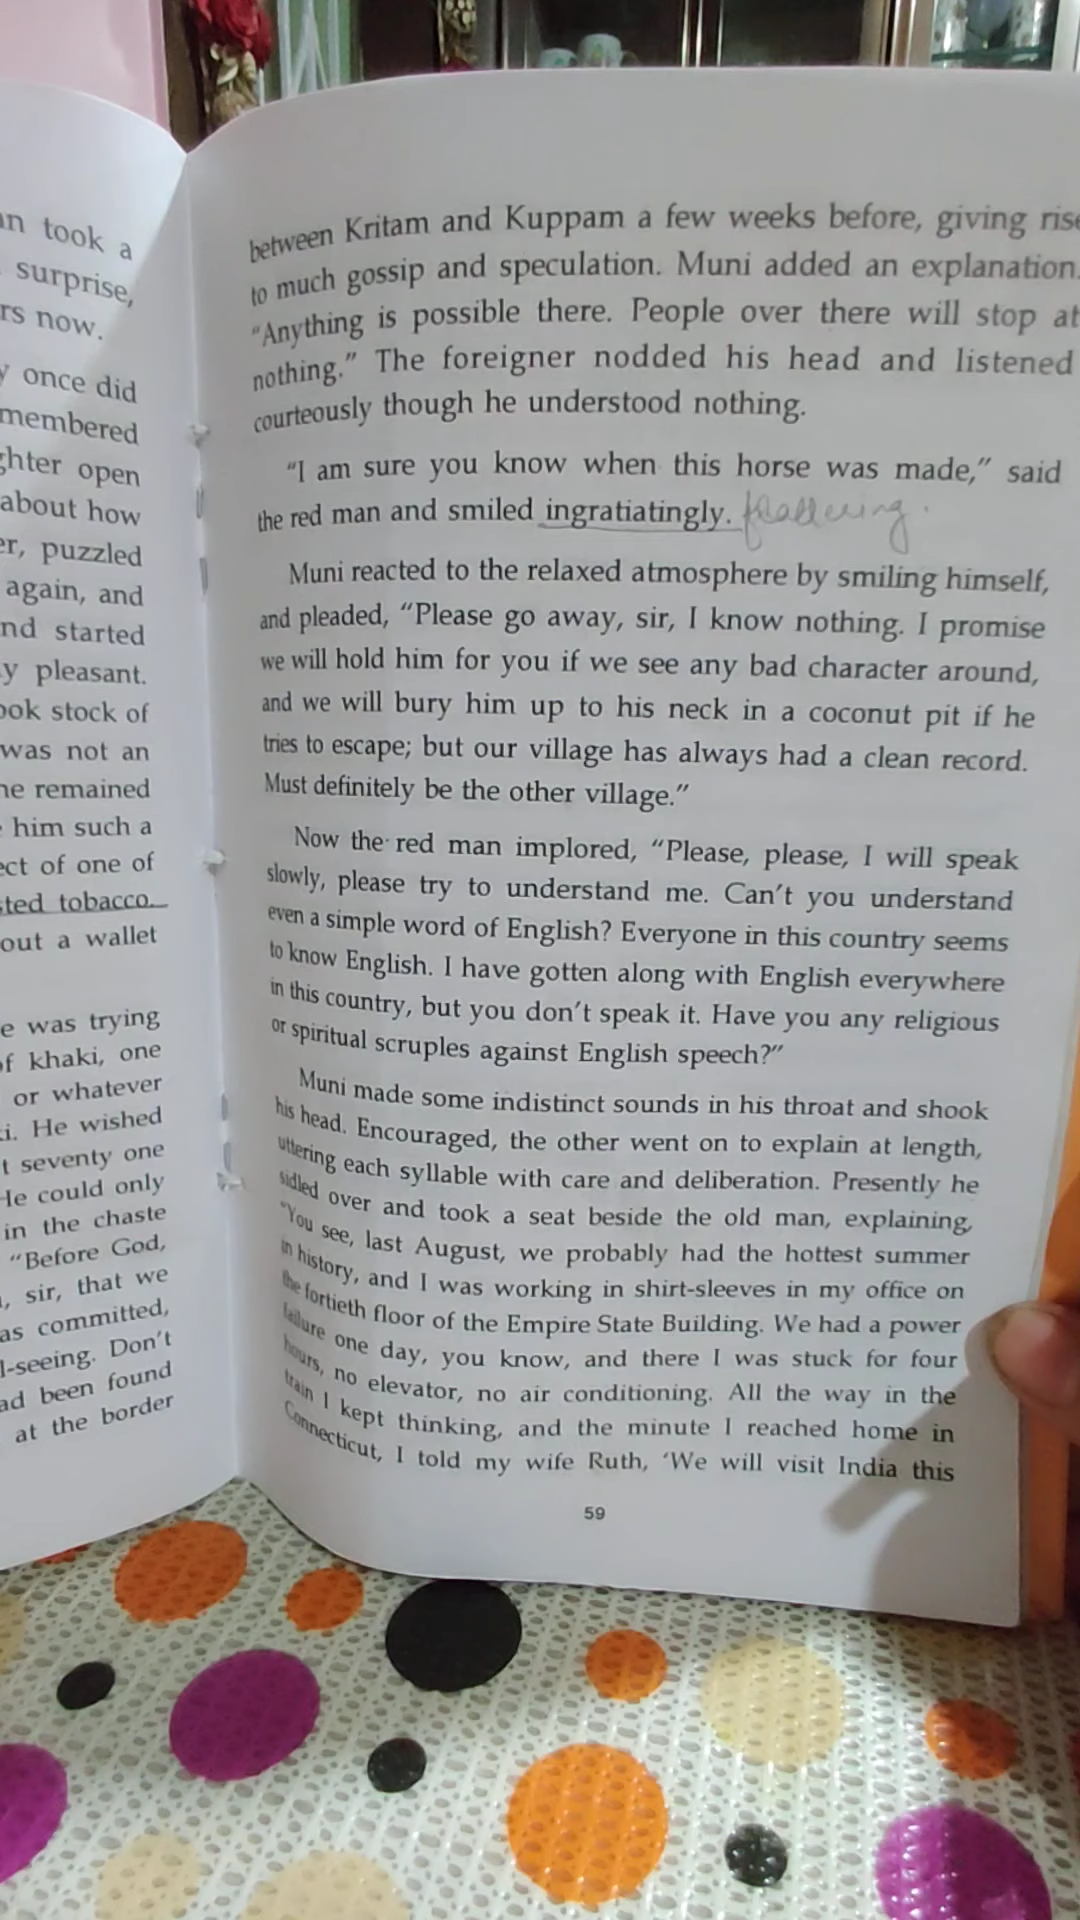 took a
surprise,
now.
once did
membered
open
about how
puzzled
again, and
started
pleasant.
stock of
was not an
remained
him such a
of one of
tobacco.
out a wallet
was trying
khaki, one
or whatever
He wished
seventy one
He could only
in the chaste
"Before God,
sir, that we
committed,
Don't
been found
at the border
between Kritam and Kuppam a few weeks before, giving rise
to much gossip and speculation. Muni added an explanation.
"Anything is possible there. People over there will stop at
nothing." The foreigner nodded his head and listened
courteously though he understood nothing.
"I am sure you know when this horse was made," said
the red man and smiled ingratiatingly.
Muni reacted to the relaxed atmosphere by smiling himself,
and pleaded, "Please go away, sir, I know nothing. I promise
we will hold him for you if we see any bad character around,
and we will bury him up to his neck in a coconut pit if he
tries to escape; but our village has always had a clean record.
Must definitely be the other village."
Now the red man implored, "Please, please, I will speak
slowly, please try to understand me. Can't you understand
even a simple word of English? Everyone in this country seems
to know English. I have gotten along with English everywhere
in this country, but you don't speak it. Have you any religious
or spiritual scruples against English speech?"
Muni made some indistinct sounds in his throat and shook
his head. Encouraged, the other went on to explain at length,
uttering each syllable with care and deliberation. Presently he
sidled over and took a seat beside the old man, explaining,
"You see, last August, we probably had the hottest summer
in history, and I was working in shirt-sleeves in my office on
the fortieth floor of the Empire State Building. We had a power
failure one day, you know, and there I was stuck for four
hours, no elevator, no air conditioning. All the way in the
train I kept thinking, and the minute I reached home in
Connecticut, I told my wife Ruth, 'We will visit India this
59